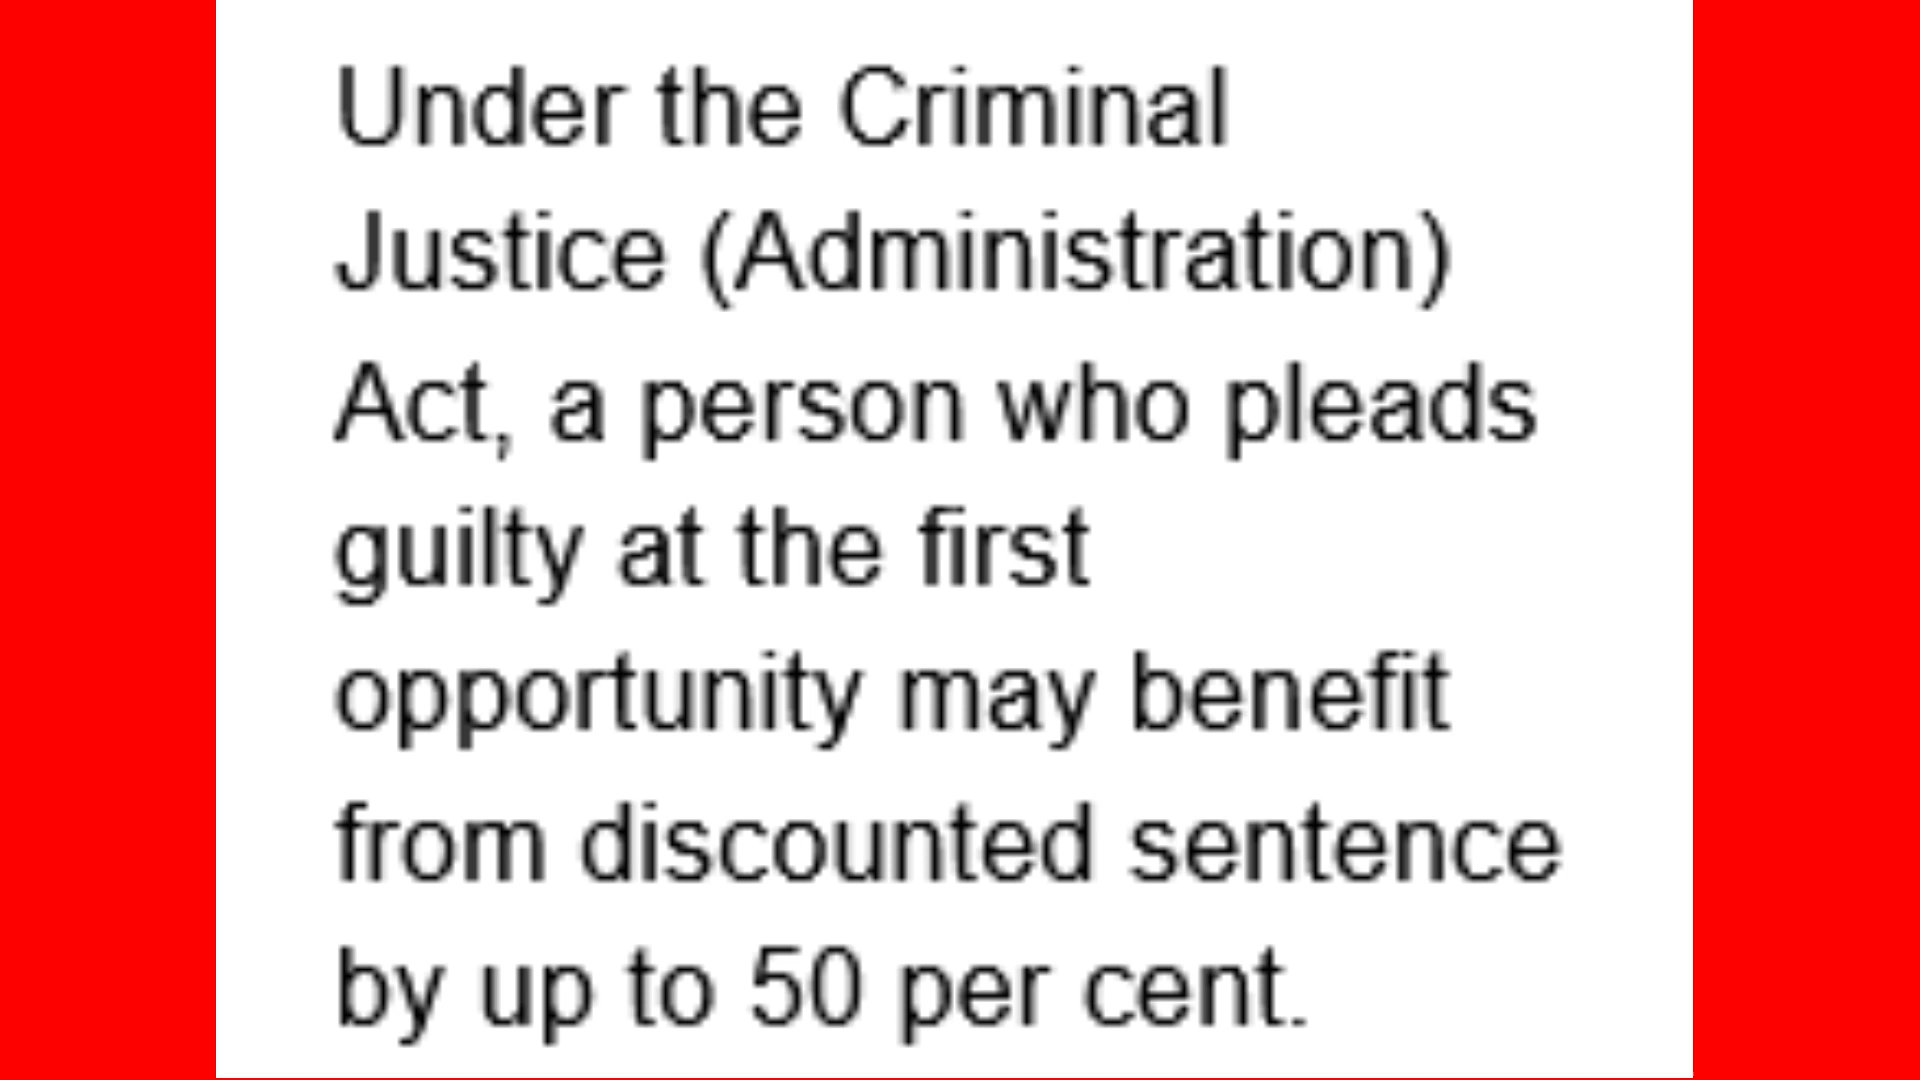 Under the Criminal
Justice (Administration)
Act, a person who pleads
guilty at the first
opportunity may benefit
from discounted sentence
by up to 50 per cent.